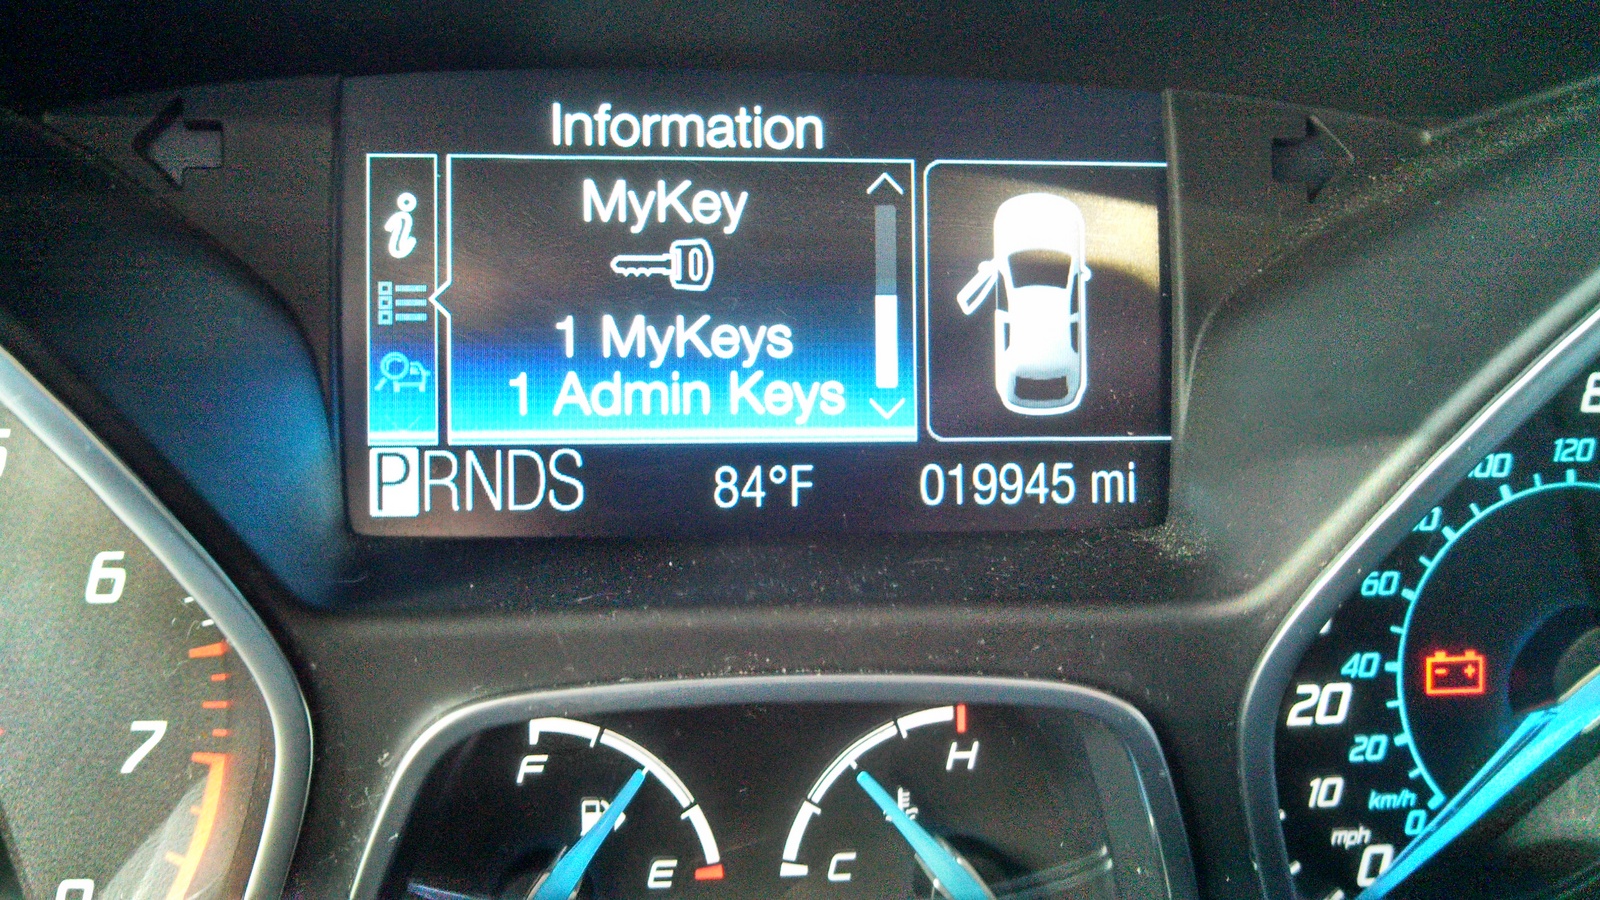 Information
MyKey
1 MyKeys
1 Admin Keys
PRNDS
84°F
019945 mi
6
7
F
E
H
C
120
60
40
20
20
10
km/h
0
mph
0